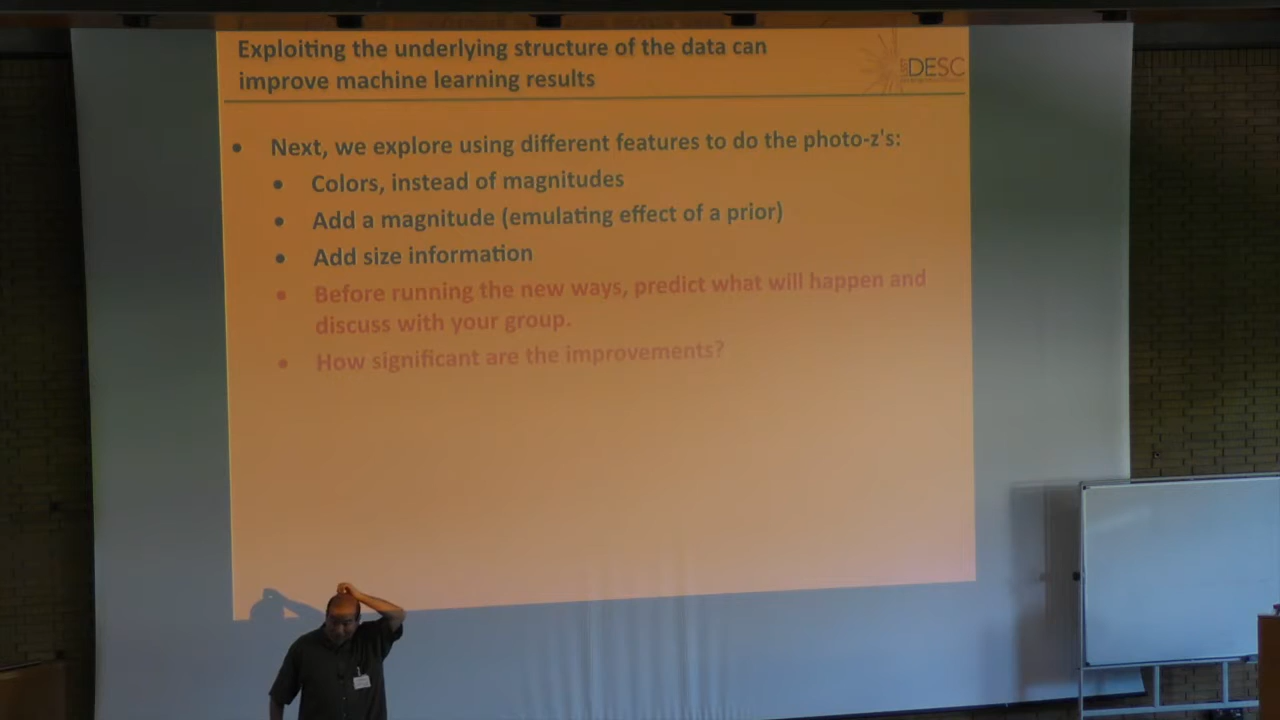 Exploiting the underlying structure of the data can
improve machine learning results
DESC
• Next, we explore using different features to do the photo-z's:
• Colors, instead of magnitudes
• Add a magnitude (emulating effect of a prior)
• Add size information
• Before running the new ways, predict what will happen and
discuss with your group.
• How significant are the improvements?